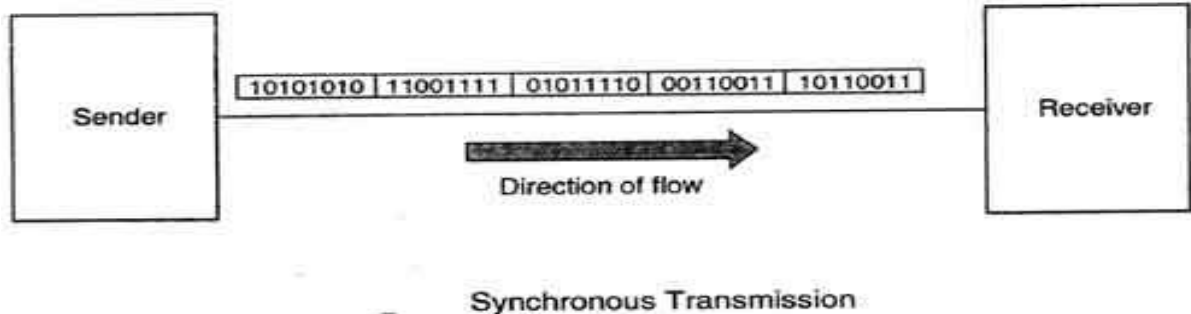 10101010 11001111 01011110 00110011 10110011
Sender
Receiver
Direction of flow
Synchronous Transmission